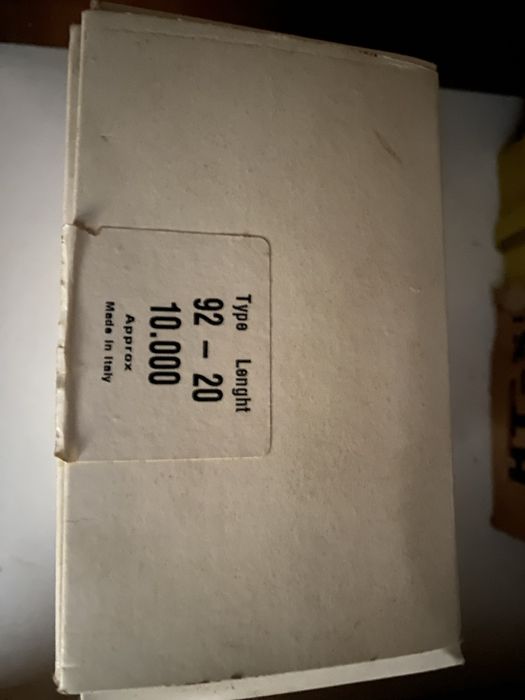 Type Lenght
92 - 20
10.000
Approx
Made in Italy